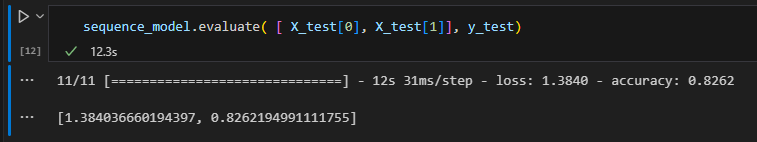 sequence_model.evaluate( [ X_test[0], X_test[1]], y_test)
[12]
12.3s
... 11/11 [==============================] - 12s 31ms/step - loss: 1.3840 - accuracy: 0.8262
... [1.384036660194397, 0.8262194991111755]